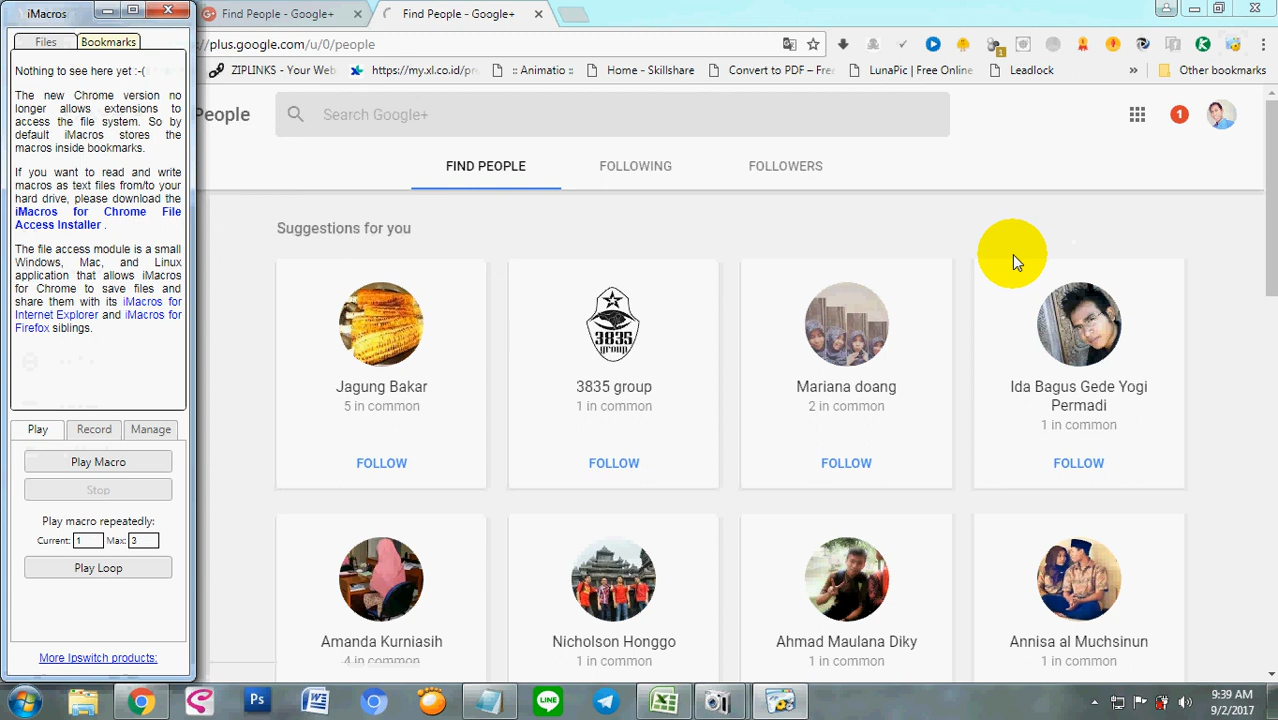 iMacros
Find People - Google+
Find People - Google+
Files
Bookmarks
://plus.google.com/u/0/people
ZIPLINKS - Your Web
https://my.xl.co.id/pr
:: Animatio ::
Home - Skillshare
Convert to PDF – Fre
LunaPic | Free Online
Leadlock
»
Other bookmarks
Nothing to see here yet :-(
The new Chrome version no
longer allows extensions to
access the file system. So by
default iMacros stores the
macros inside bookmarks.
If you want to read and write
macros as text files from/to your
hard drive, please download the
iMacros for Chrome File
Access Installer .
The file access module is a small
Windows, Mac, and Linux
application that allows iMacros
for Chrome to save files and
share them with its iMacros for
Internet Explorer and iMacros for
Firefox siblings.
Play
Record
Manage
Play Macro
Stop
Play macro repeatedly:
Current: 1 Max: 3
Play Loop
More Ipswitch products:
People
Search Google+
1
FIND PEOPLE
FOLLOWING
FOLLOWERS
Suggestions for you
3835
group
Jagung Bakar
5 in common
FOLLOW
3836 group
1 in common
FOLLOW
Mariana doang
2 in common
FOLLOW
Ida Bagus Gede Yogi
Permadi
1 in common
FOLLOW
Amanda Kurniasih
4 in common
Nicholson Honggo
1 in common
Ahmad Maulana Diky
1 in common
Annisa al Muchsinun
1 in common
Ps
LINE
9:39 AM
9/2/2017